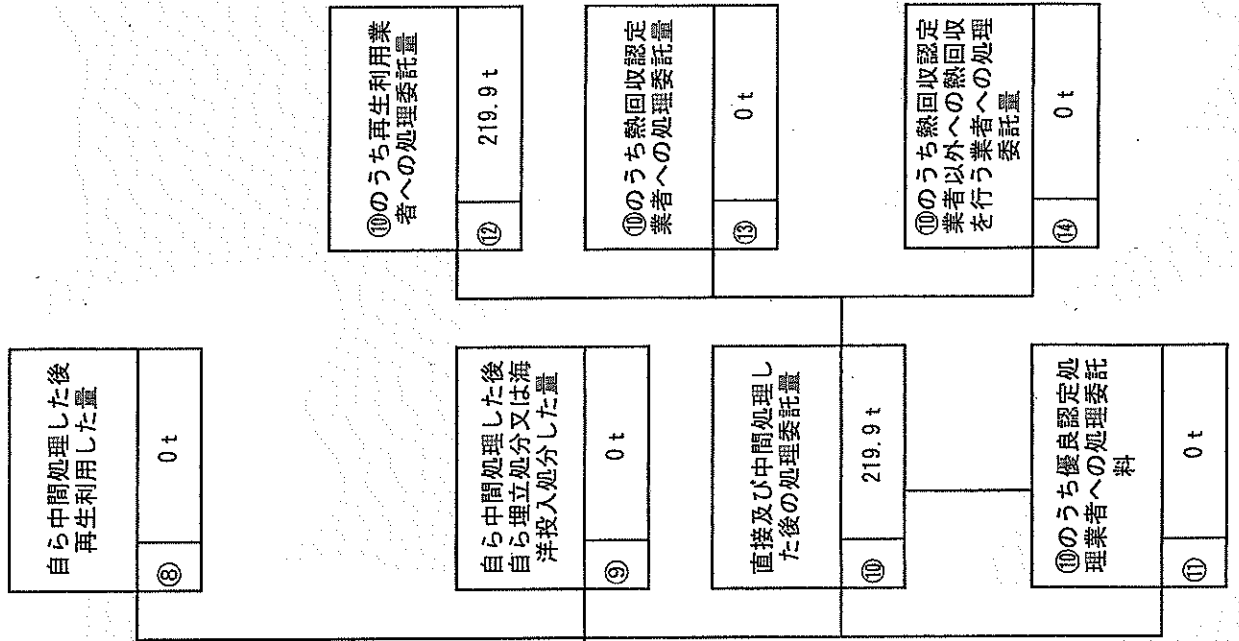 自ら中間処理した後
再生利用した量
⑧
0 t
自ら中間処理した後
自ら埋立処分又は海
洋投入処分した量
⑨
0 t
直接及び中間処理し
た後の処理委託量
⑩
219.9 t
⑩のうち優良認定処
理業者への処理委託
料
⑪
0 t
⑩のうち再生利用業
者への処理委託量
⑫
219.9 t
⑩のうち熱回収認定
業者への処理委託量
⑬
0 t
⑩のうち熱回収認定
業者以外への熱回収
を行う業者への処理
委託量
⑭
0 t